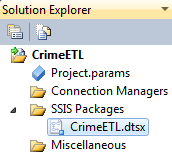 Solution Explorer
CrimeETL
Project.params
Connection Managers
SSIS Packages
CrimeETL.dtsx
Miscellaneous